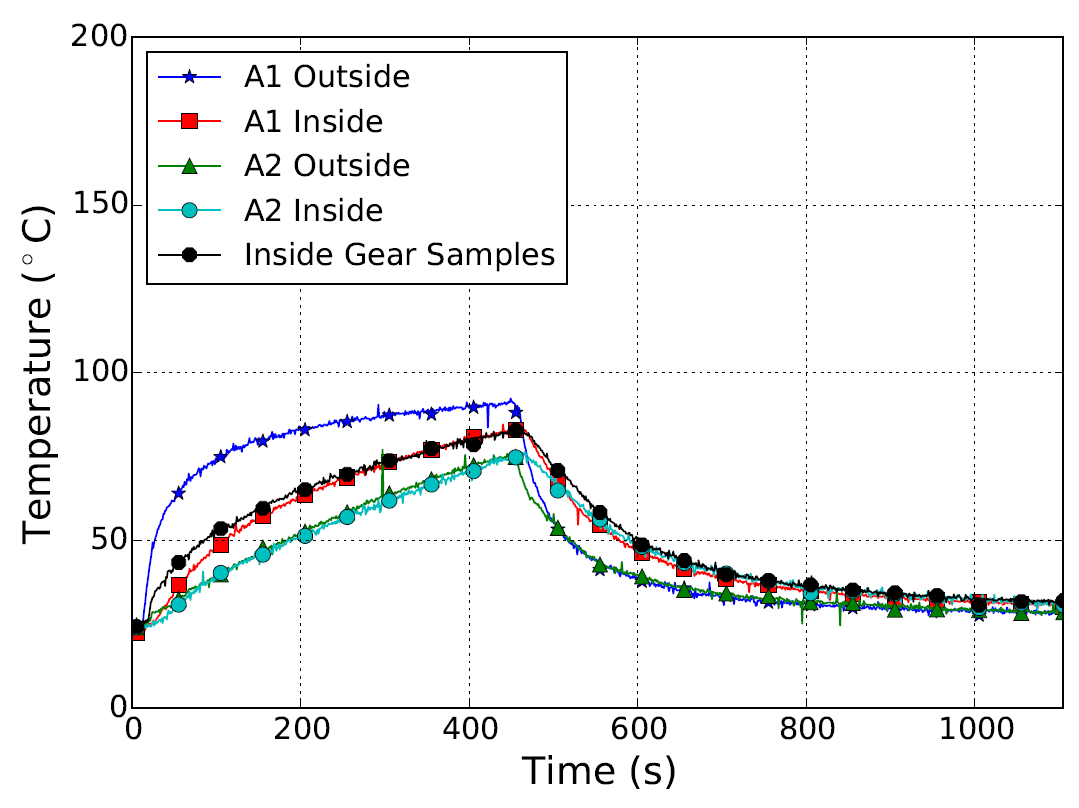 200
150
100
50
0
Temperature (°C)
A1 Outside
A1 Inside
A2 Outside
A2 Inside
Inside Gear Samples
0 200 400 600 800 1000
Time (s)